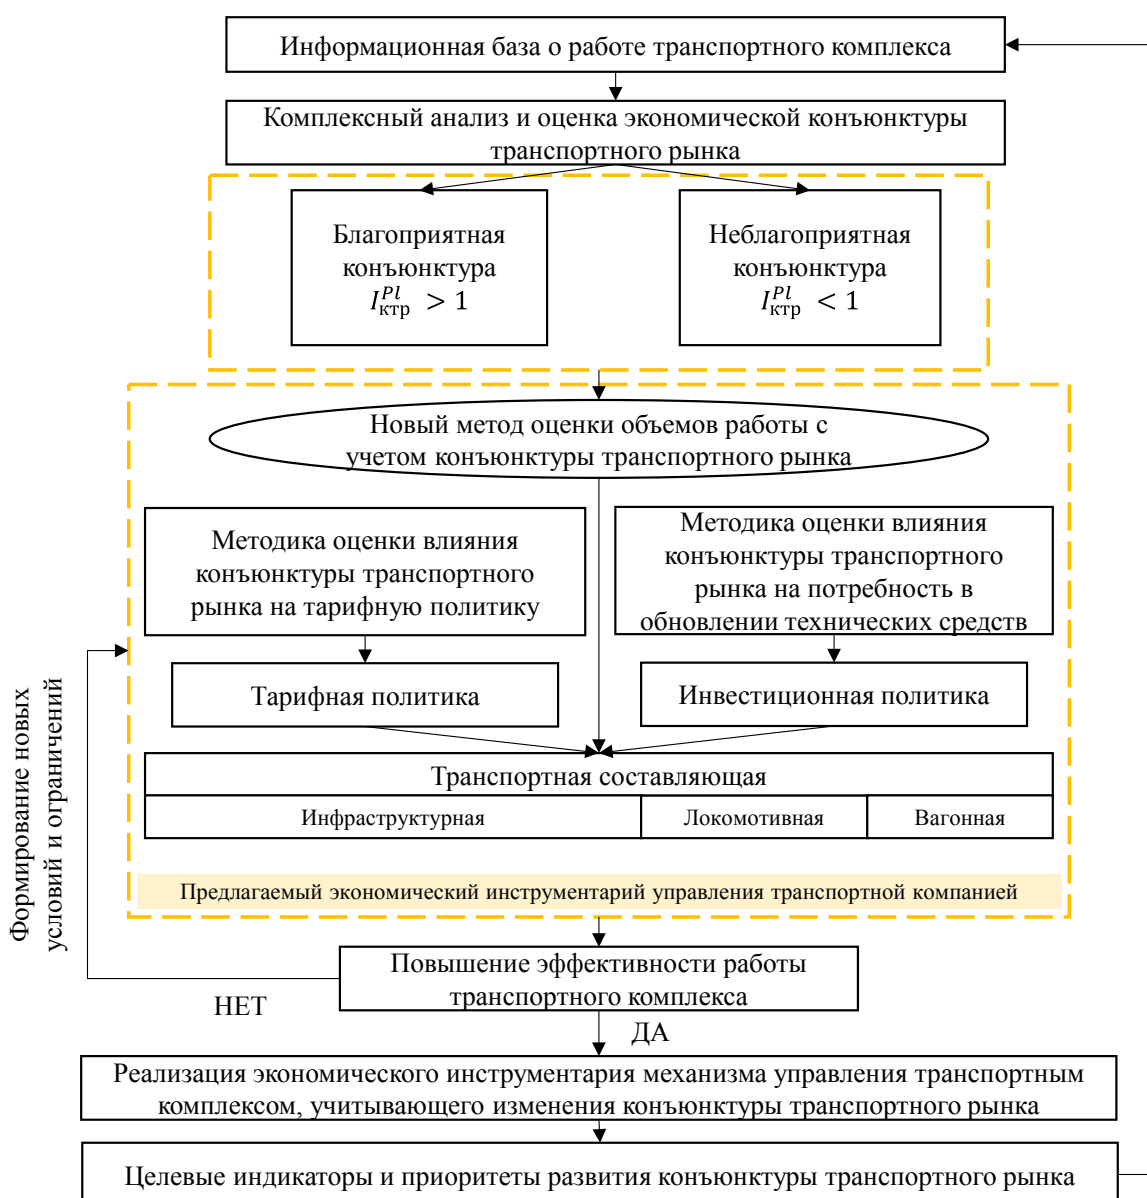 Информационная база о работе транспортного комплекса
Комплексный анализ и оценка экономической конъюнктуры
транспортного рынка
Благоприятная
конъюнктура
I^{Pl}_{ктр} > 1
Неблагоприятная
конъюнктура
I^{Pl}_{ктр} < 1
Новый метод оценки объемов работы с
учетом конъюнктуры транспортного рынка
Методика оценки влияния
конъюнктуры транспортного
рынка на тарифную политику
Методика оценки влияния
конъюнктуры транспортного
рынка на потребность в
обновлении технических средств
Тарифная политика
Инвестиционная политика
Транспортная составляющая
Инфраструктурная
Локомотивная
Вагонная
Предлагаемый экономический инструментарий управления транспортной компанией
Формирование новых
условий и ограничений
Повышение эффективности работы
транспортного комплекса
НЕТ
ДА
Реализация экономического инструментария механизма управления транспортным
комплексом, учитывающего изменения конъюнктуры транспортного рынка
Целевые индикаторы и приоритеты развития конъюнктуры транспортного рынка